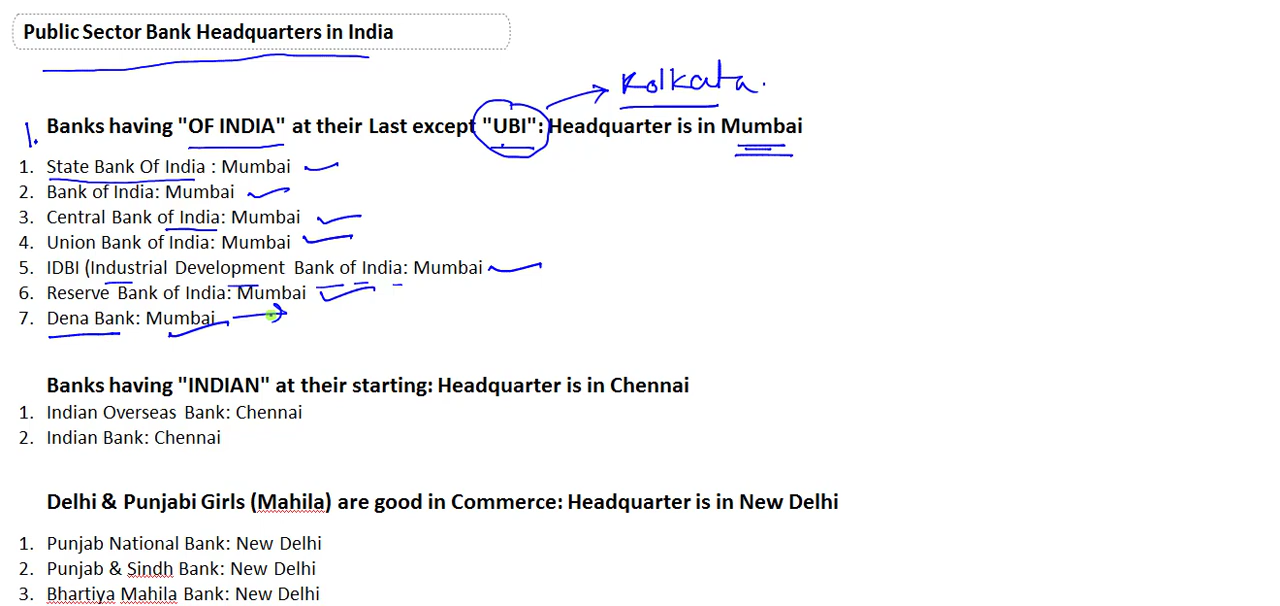 Public Sector Bank Headquarters in India
Kolkata.
1. Banks having "OF INDIA" at their Last except "UBI": Headquarter is in Mumbai
1. State Bank Of India : Mumbai
2. Bank of India: Mumbai
3. Central Bank of India: Mumbai
4. Union Bank of India: Mumbai
5. IDBI (Industrial Development Bank of India: Mumbai
6. Reserve Bank of India: Mumbai
7. Dena Bank: Mumbai
Banks having "INDIAN" at their starting: Headquarter is in Chennai
1. Indian Overseas Bank: Chennai
2. Indian Bank: Chennai
Delhi & Punjabi Girls (Mahila) are good in Commerce: Headquarter is in New Delhi
1. Punjab National Bank: New Delhi
2. Punjab & Sindh Bank: New Delhi
3. Bhartiya Mahila Bank: New Delhi